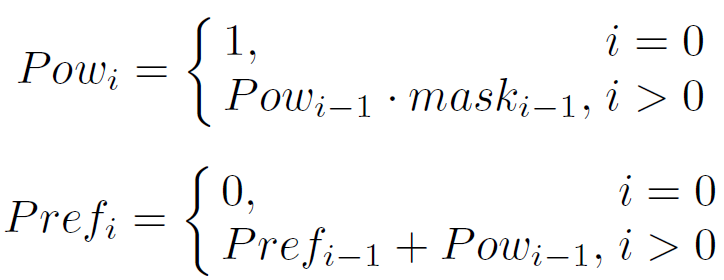 Pow_i = { 1, i = 0
Pow_{i−1} · mask_{i−1}, i > 0
Pref_i = { 0, i = 0
Pref_{i−1} + Pow_{i−1}, i > 0